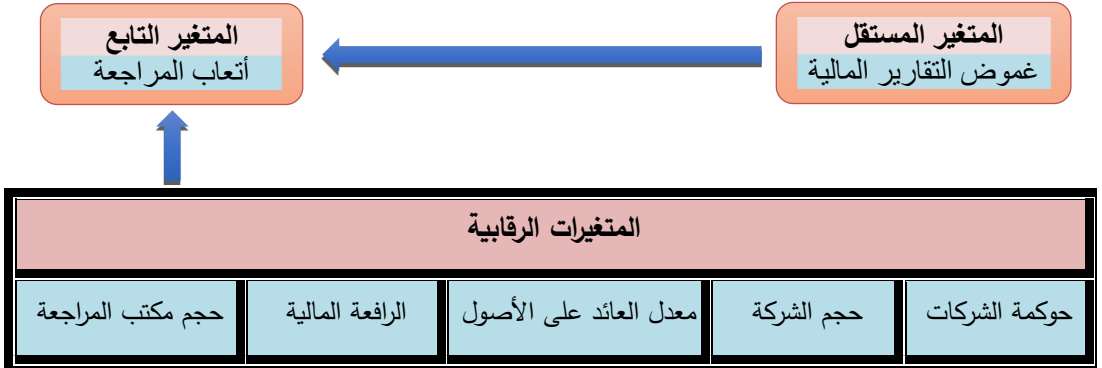 المتغير المستقل
غموض التقارير المالية
المتغير التابع
أتعاب المراجعة
المتغيرات الرقابية
حوكمة الشركات
حجم الشركة
معدل العائد على الأصول
الرافعة المالية
حجم مكتب المراجعة